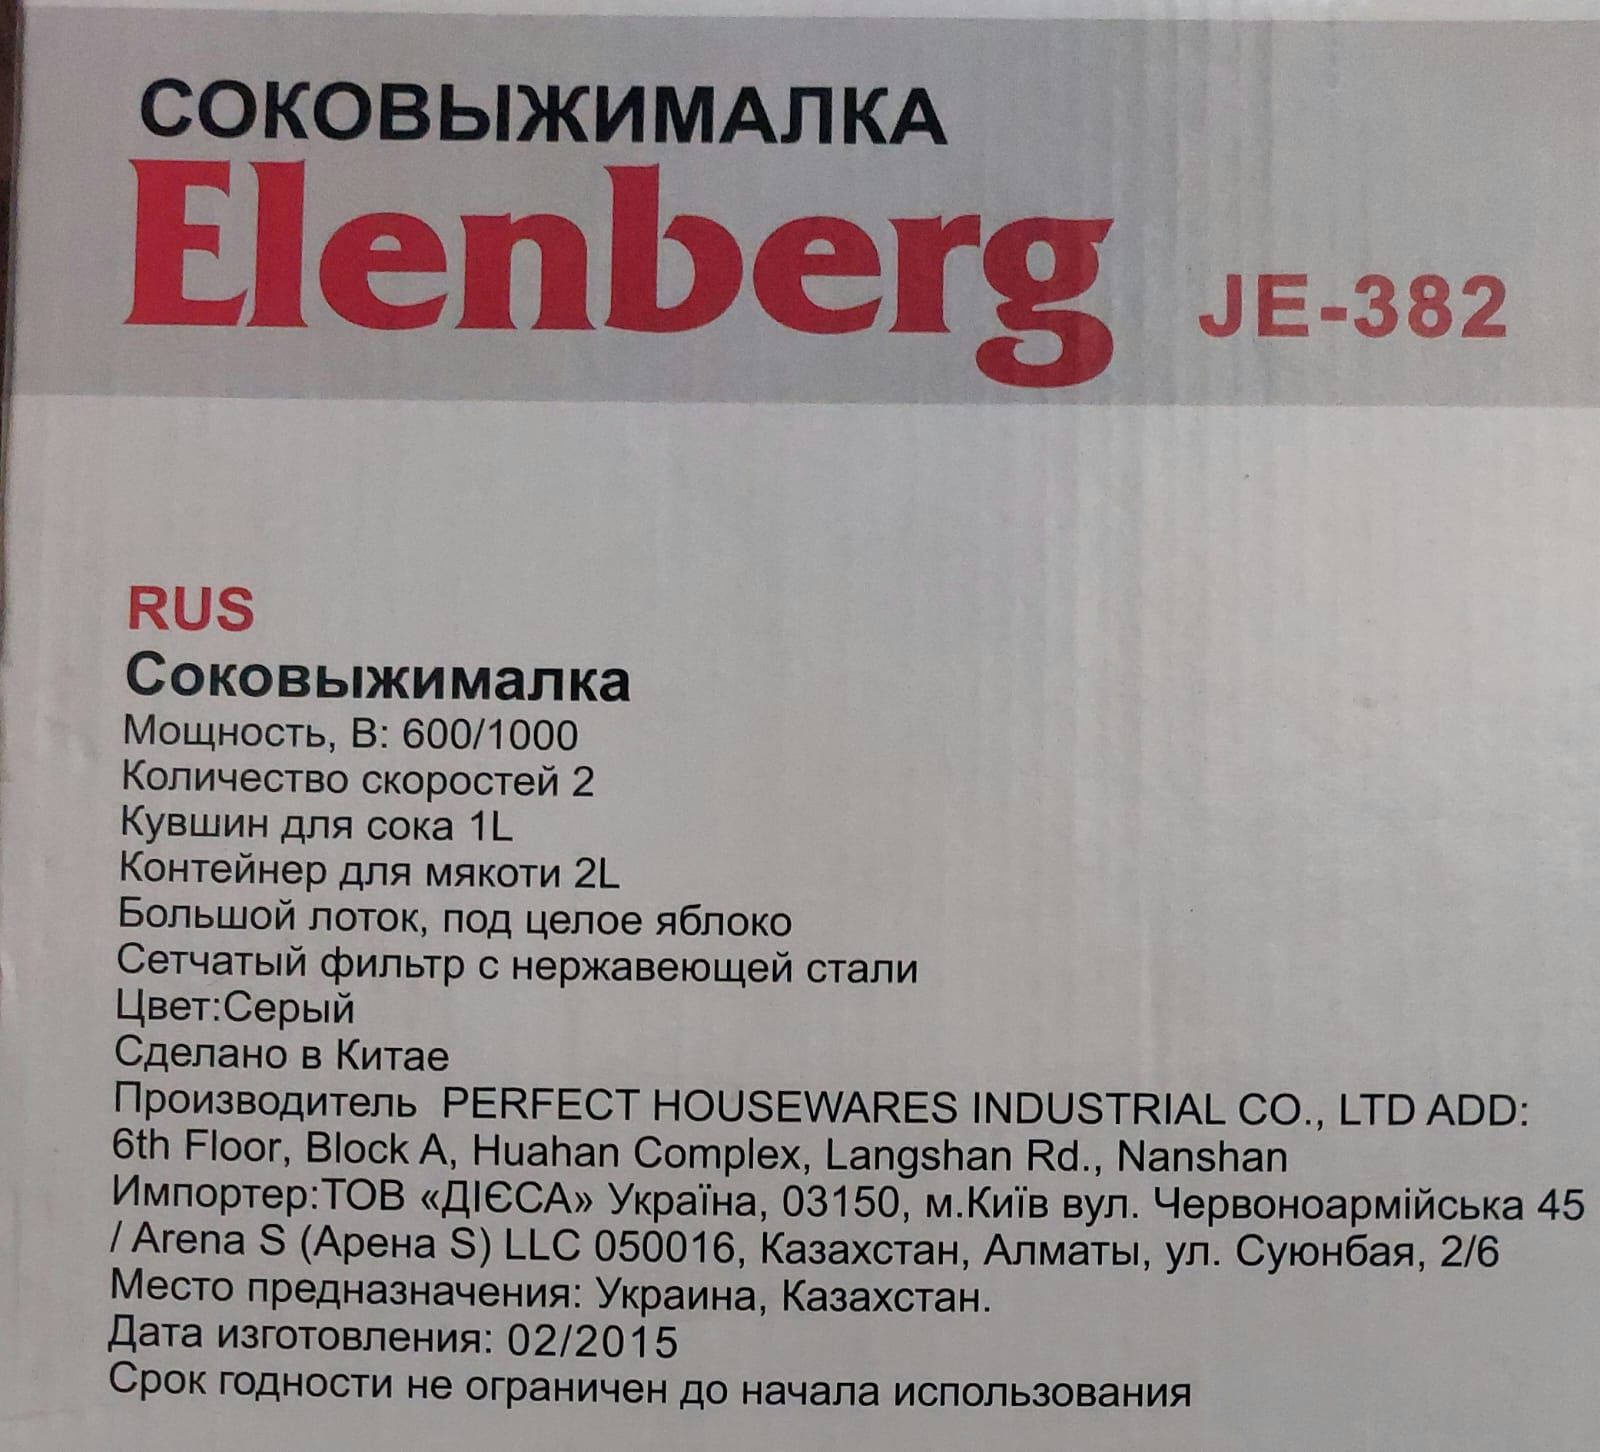 СОКОВЫЖИМАЛКА
Elenberg JE-382
RUS
Соковыжималка
Мощность, В: 600/1000
Количество скоростей 2
Кувшин для сока 1L
Контейнер для мякоти 2L
Большой лоток, под целое яблоко
Сетчатый фильтр с нержавеющей стали
Цвет:Серый
Сделано в Китае
Производитель PERFECT HOUSEWARES INDUSTRIAL CO., LTD ADD:
6th Floor, Block A, Huahan Complex, Langshan Rd., Nanshan
Импортер:ТОВ «ДІЄСА» Україна, 03150, м.Київ вул. Червоноармійська 45
/ Arena S (Арена S) LLC 050016, Казахстан, Алматы, ул. Суюнбая, 2/6
Место предназначения: Украина, Казахстан.
Дата изготовления: 02/2015
Срок годности не ограничен до начала использования